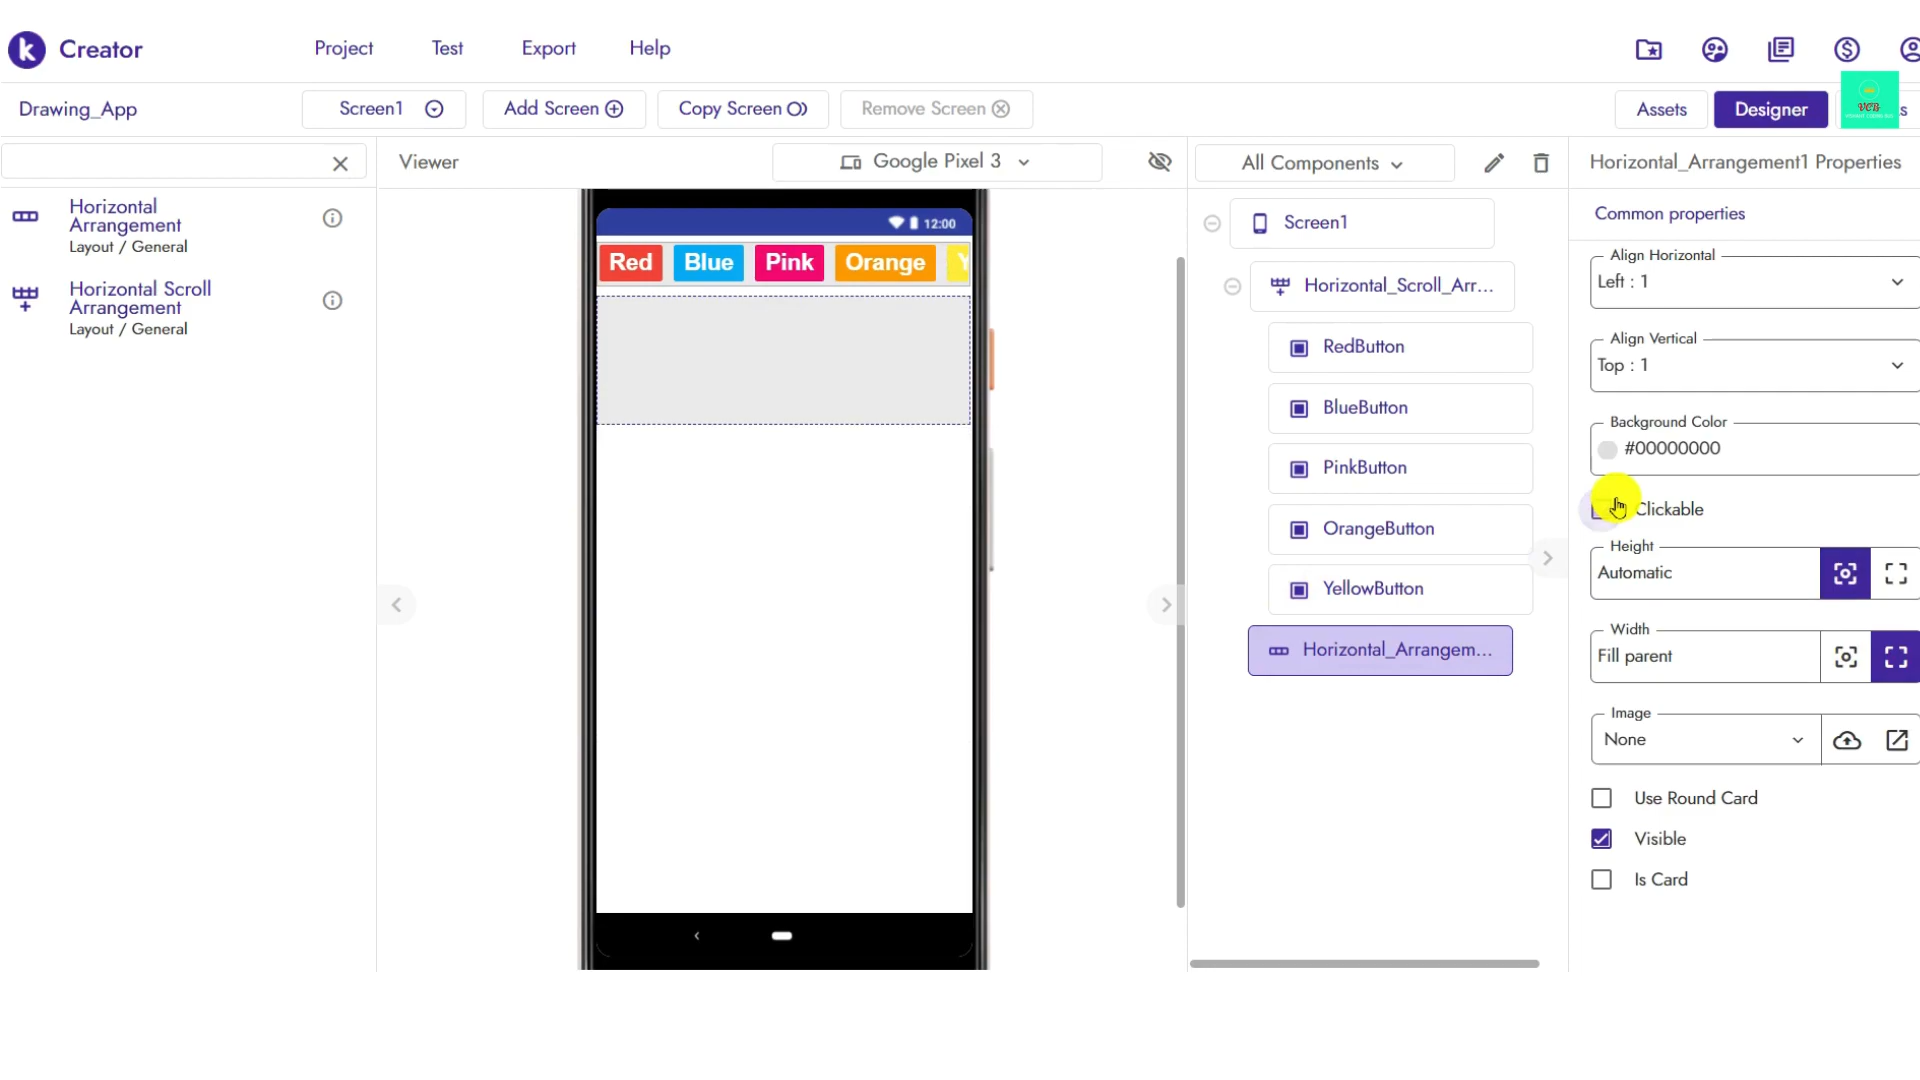 k Creator
Project Test Export Help
Drawing_App
Screen1
Add Screen
Copy Screen
Remove Screen
Assets
Designer
VCB
s
Viewer
Google Pixel 3
All Components
Horizontal_Arrangement1 Properties
Horizontal
Arrangement
Layout / General
Horizontal Scroll
Arrangement
Layout / General
12:00
Red Blue Pink Orange Y
Screen1
Horizontal_Scroll_Arr...
RedButton
BlueButton
PinkButton
OrangeButton
YellowButton
Horizontal_Arrangem...
Common properties
Align Horizontal
Left : 1
Align Vertical
Top : 1
Background Color
#00000000
Clickable
Height
Automatic
Width
Fill parent
Image
None
Use Round Card
Visible
Is Card